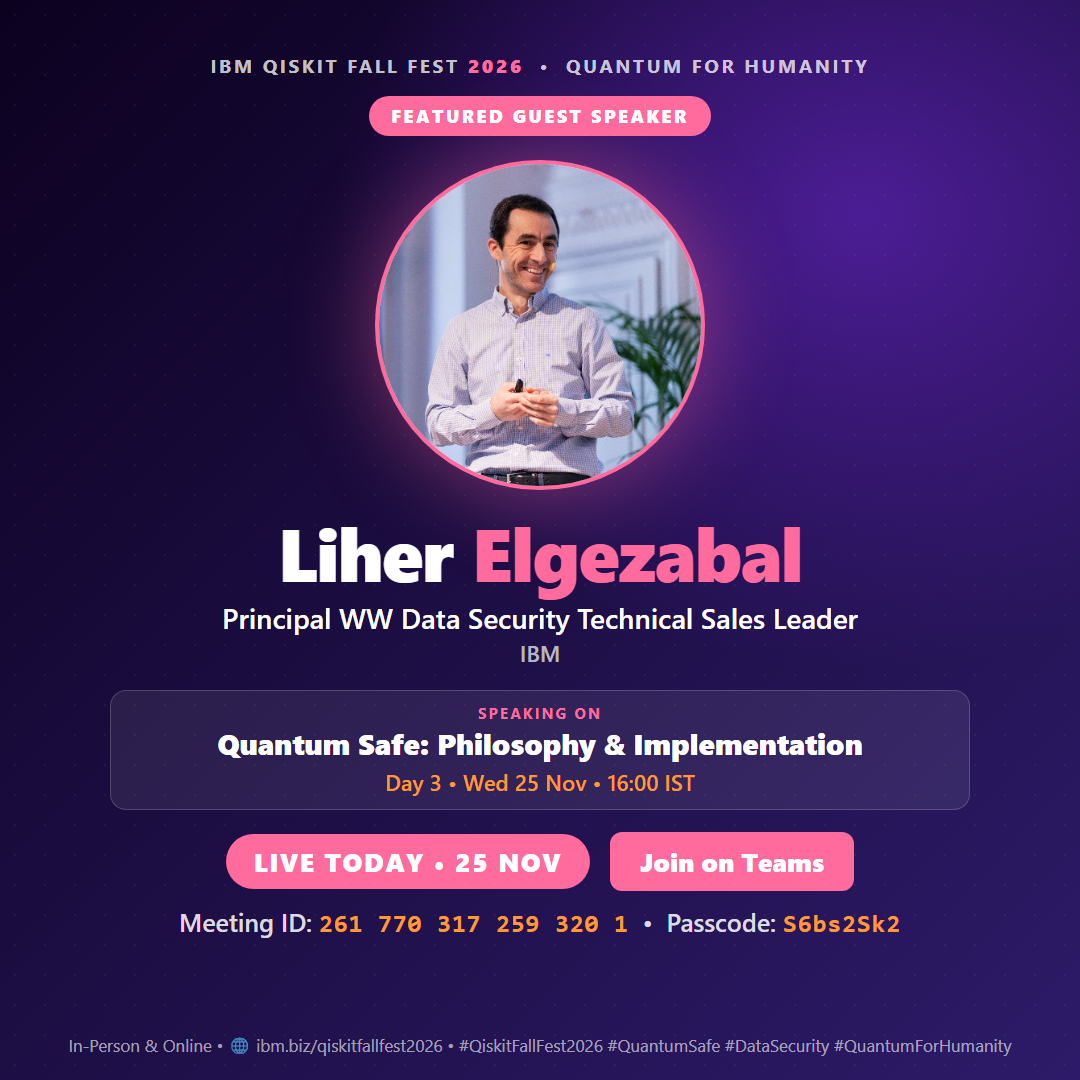 IBM QISKIT FALL FEST 2026 • QUANTUM FOR HUMANITY
FEATURED GUEST SPEAKER
Liher Elgezabal
Principal WW Data Security Technical Sales Leader
IBM
SPEAKING ON
Quantum Safe: Philosophy & Implementation
Day 3 • Wed 25 Nov • 16:00 IST
LIVE TODAY • 25 NOV
Join on Teams
Meeting ID: 261 770 317 259 320 1 • Passcode: S6bs2Sk2
In-Person & Online • 🌐 ibm.biz/qiskitfallfest2026 • #QiskitFallFest2026 #QuantumSafe #DataSecurity #QuantumForHumanity